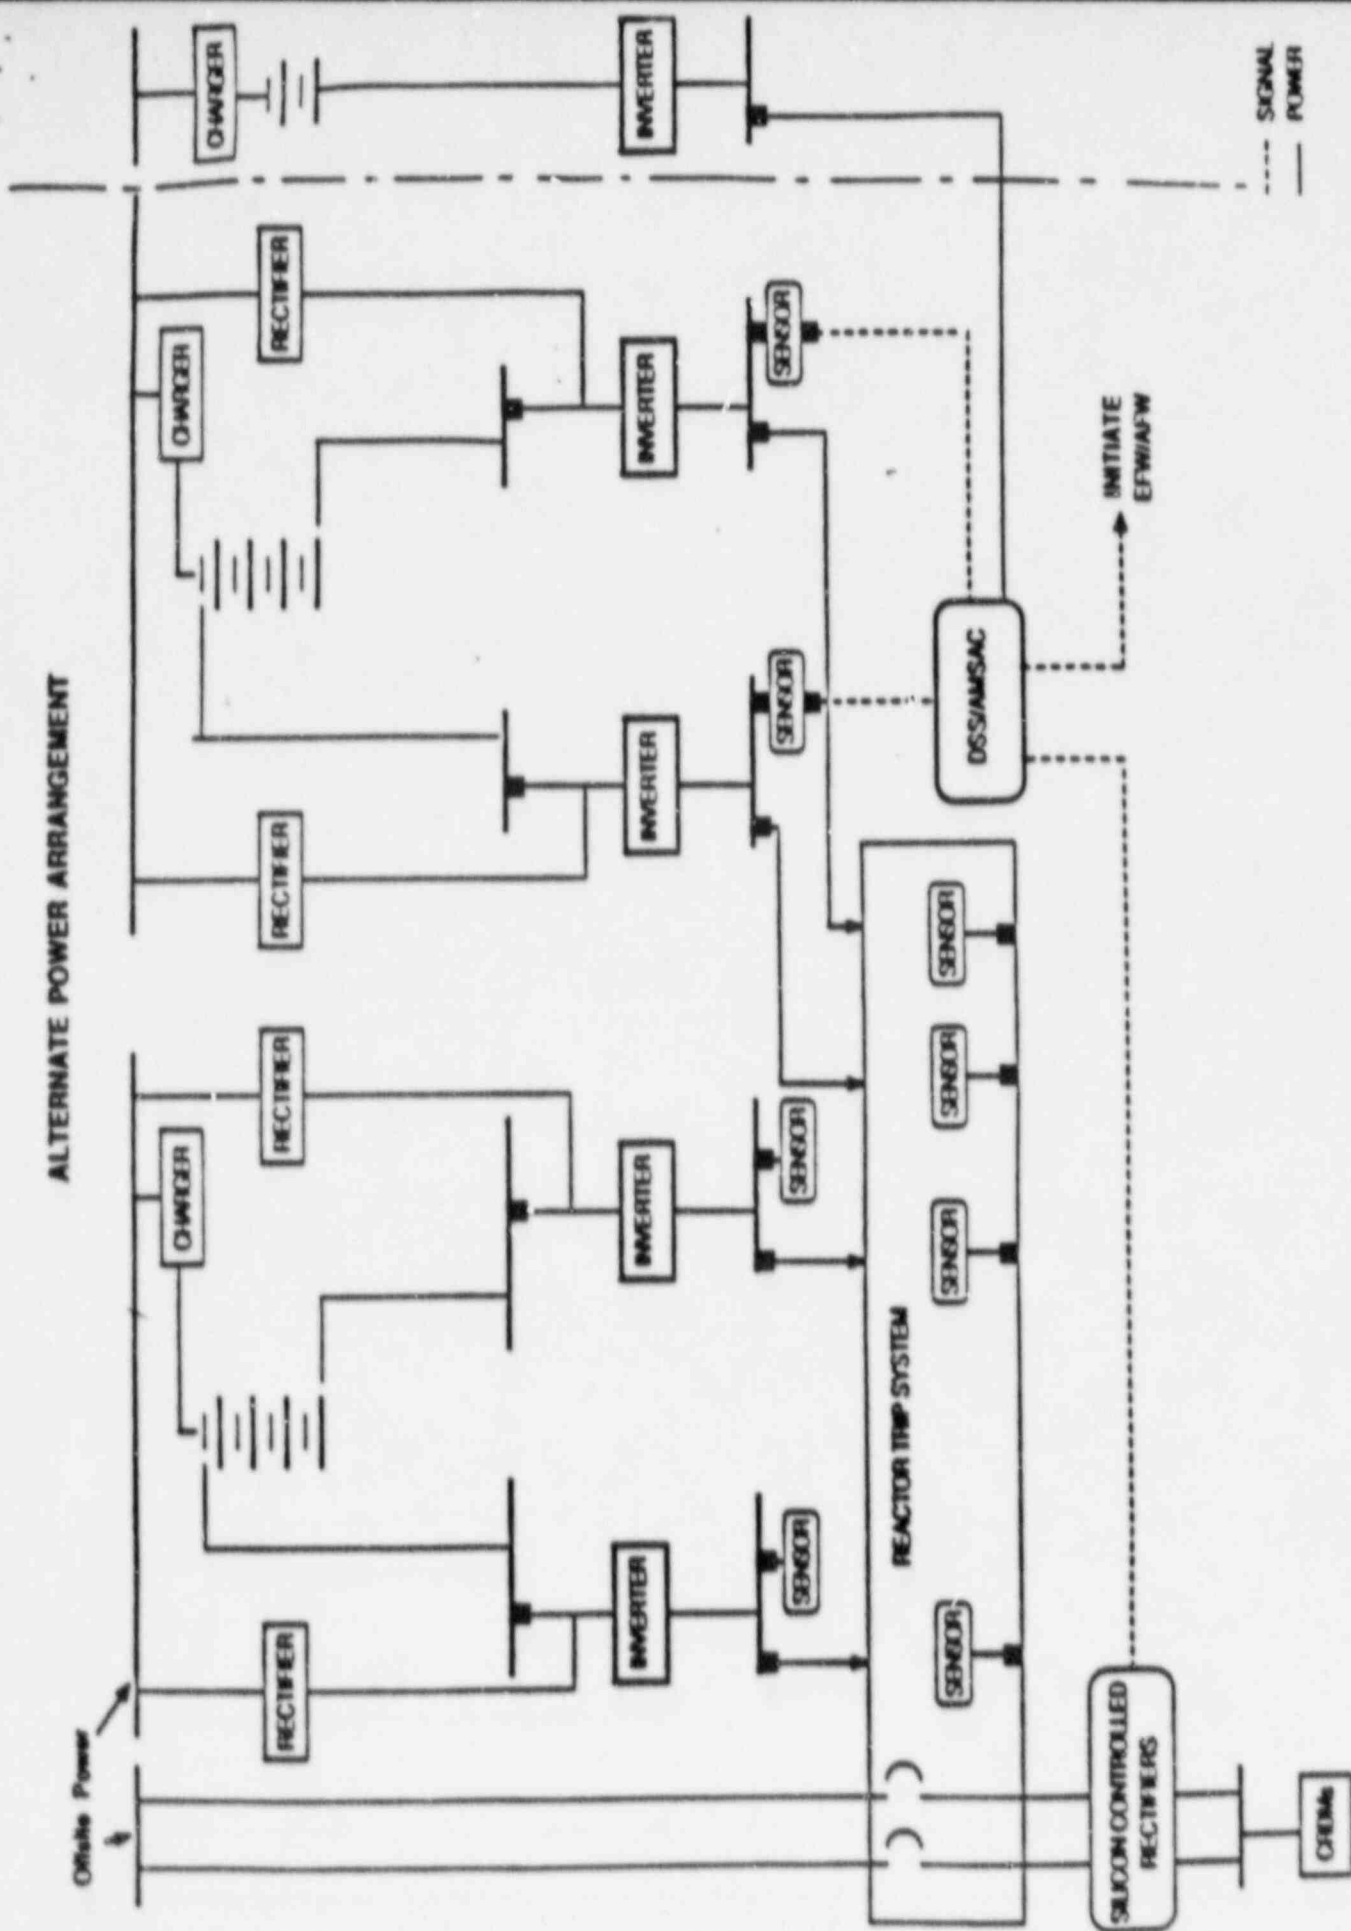 ALTERNATE POWER ARRANGEMENT
Offsite Power
CHARGER
CHARGER
CHARGER
RECTIFIER
RECTIFIER
RECTIFIER
RECTIFIER
INVERTER
INVERTER
INVERTER
INVERTER
INVERTER
SENSOR
SENSOR
SENSOR
SENSOR
REACTOR TRIP SYSTEM
SENSOR
SENSOR
SENSOR
SENSOR
DSS/AMSAC
INITIATE
EFW/AFW
SILICON CONTROLLED
RECTIFIERS
CRDMs
SIGNAL
POWER